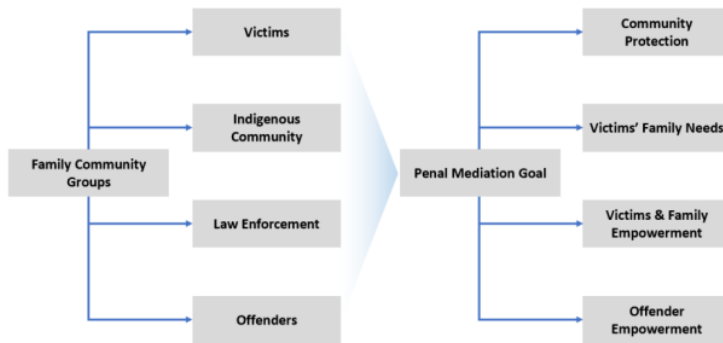 Family Community
Groups
Victims
Indigenous
Community
Law Enforcement
Offenders
Penal Mediation Goal
Community
Protection
Victims' Family Needs
Victims & Family
Empowerment
Offender
Empowerment